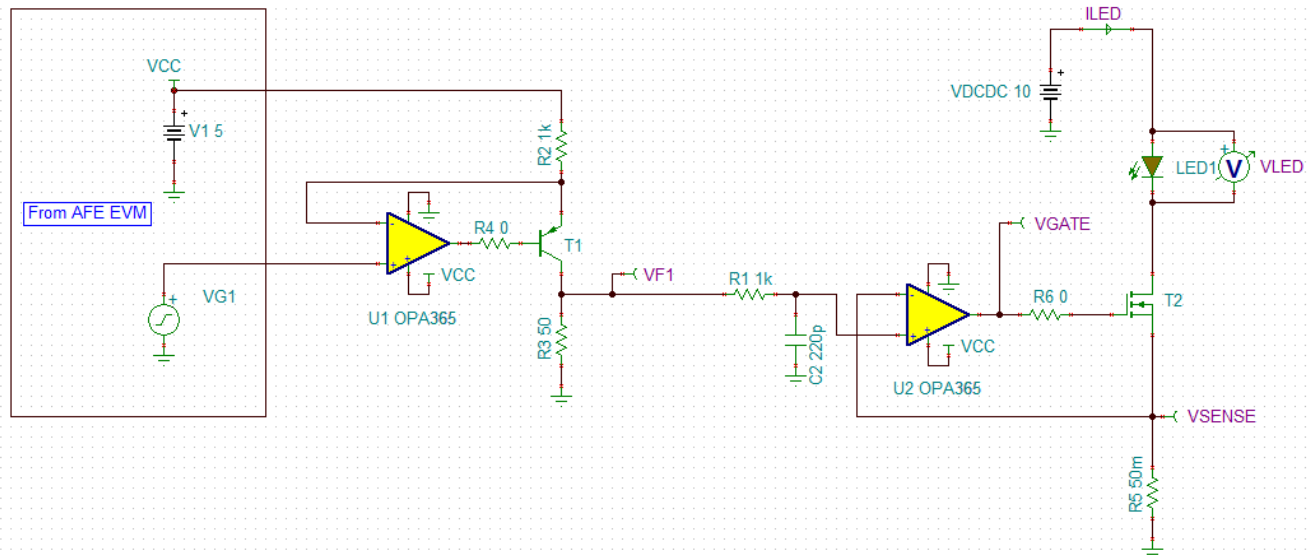 ILED
VCC
VDCDC 10
V1 5
R2 1k
LED1
V
VLED
From AFE EVM
R4 0
T1
VGATE
VCC
VF1
R1 1k
VG1
R6 0
T2
U1 OPA365
R3 50
C2 220p
VCC
U2 OPA365
VSENSE
R5 50m